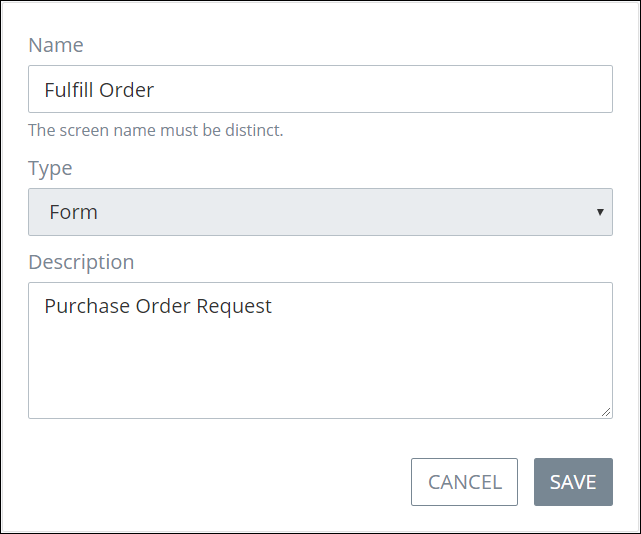 Name
Fulfill Order
The screen name must be distinct.
Type
Form
Description
Purchase Order Request
CANCEL SAVE